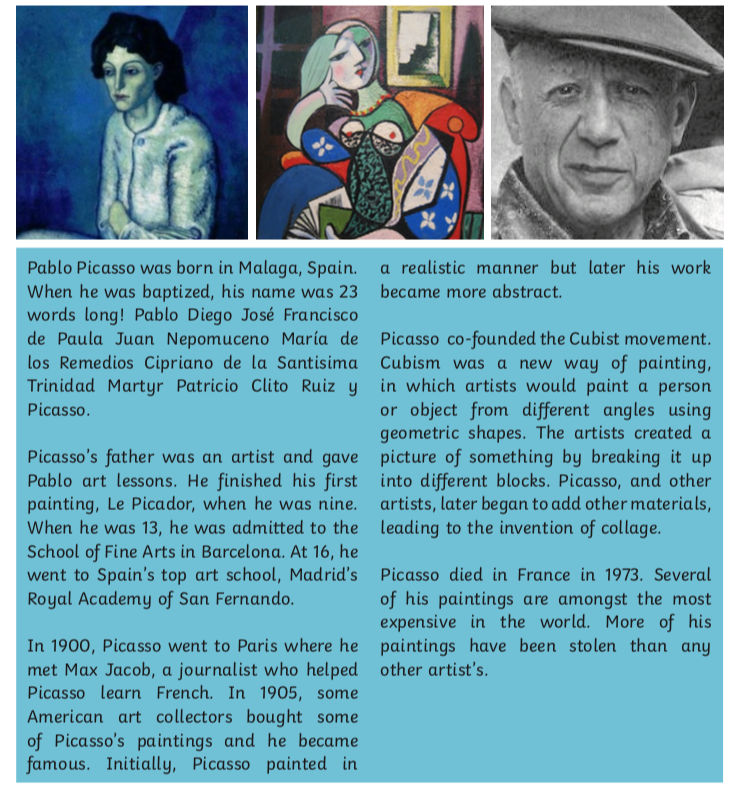 Pablo Picasso was born in Malaga, Spain.
When he was baptized, his name was 23
words long! Pablo Diego José Francisco
de Paula Juan Nepomuceno María de
los Remedios Cipriano de la Santisima
Trinidad Martyr Patricio Clito Ruiz y
Picasso.

Picasso's father was an artist and gave
Pablo art lessons. He finished his first
painting, Le Picador, when he was nine.
When he was 13, he was admitted to the
School of Fine Arts in Barcelona. At 16, he
went to Spain's top art school, Madrid's
Royal Academy of San Fernando.

In 1900, Picasso went to Paris where he
met Max Jacob, a journalist who helped
Picasso learn French. In 1905, some
American art collectors bought some
of Picasso's paintings and he became
famous. Initially, Picasso painted in
a realistic manner but later his work
became more abstract.

Picasso co-founded the Cubist movement.
Cubism was a new way of painting,
in which artists would paint a person
or object from different angles using
geometric shapes. The artists created a
picture of something by breaking it up
into different blocks. Picasso, and other
artists, later began to add other materials,
leading to the invention of collage.

Picasso died in France in 1973. Several
of his paintings are amongst the most
expensive in the world. More of his
paintings have been stolen than any
other artist's.